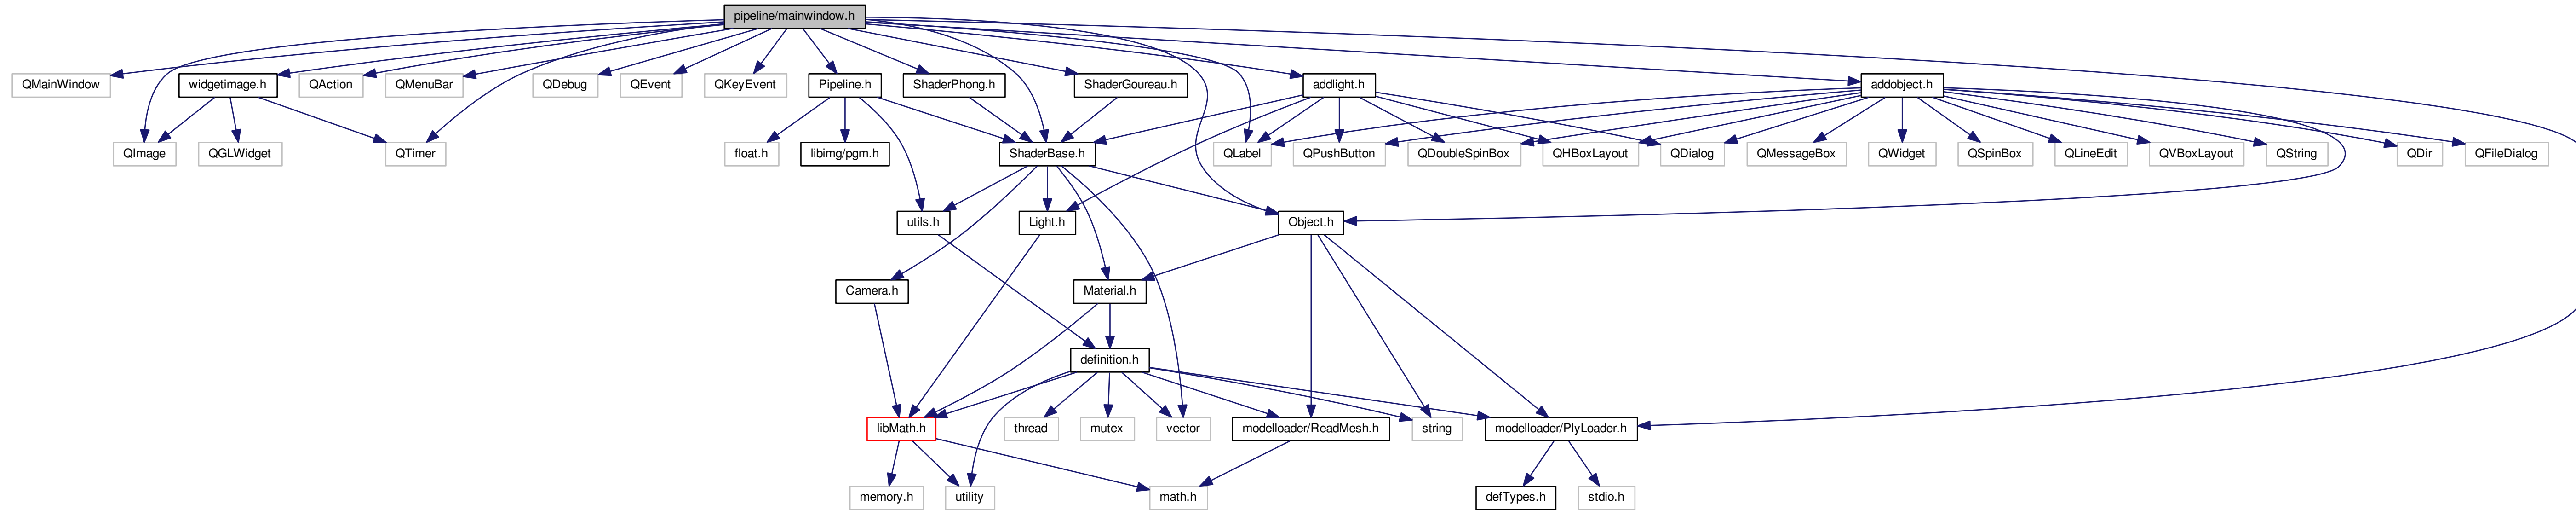 pipeline/mainwindow.h
QMainWindow
widgetimage.h
QAction
QMenuBar
QDebug
QEvent
QKeyEvent
Pipeline.h
ShaderPhong.h
ShaderGoureau.h
addlight.h
addobject.h
QImage
QGLWidget
QTimer
float.h
libimg/pgm.h
ShaderBase.h
QLabel
QPushButton
QDoubleSpinBox
QHBoxLayout
QDialog
QMessageBox
QWidget
QSpinBox
QLineEdit
QVBoxLayout
QString
QDir
QFileDialog
utils.h
Light.h
Object.h
Camera.h
Material.h
definition.h
libMath.h
thread
mutex
vector
modelloader/ReadMesh.h
string
modelloader/PlyLoader.h
memory.h
utility
math.h
defTypes.h
stdio.h